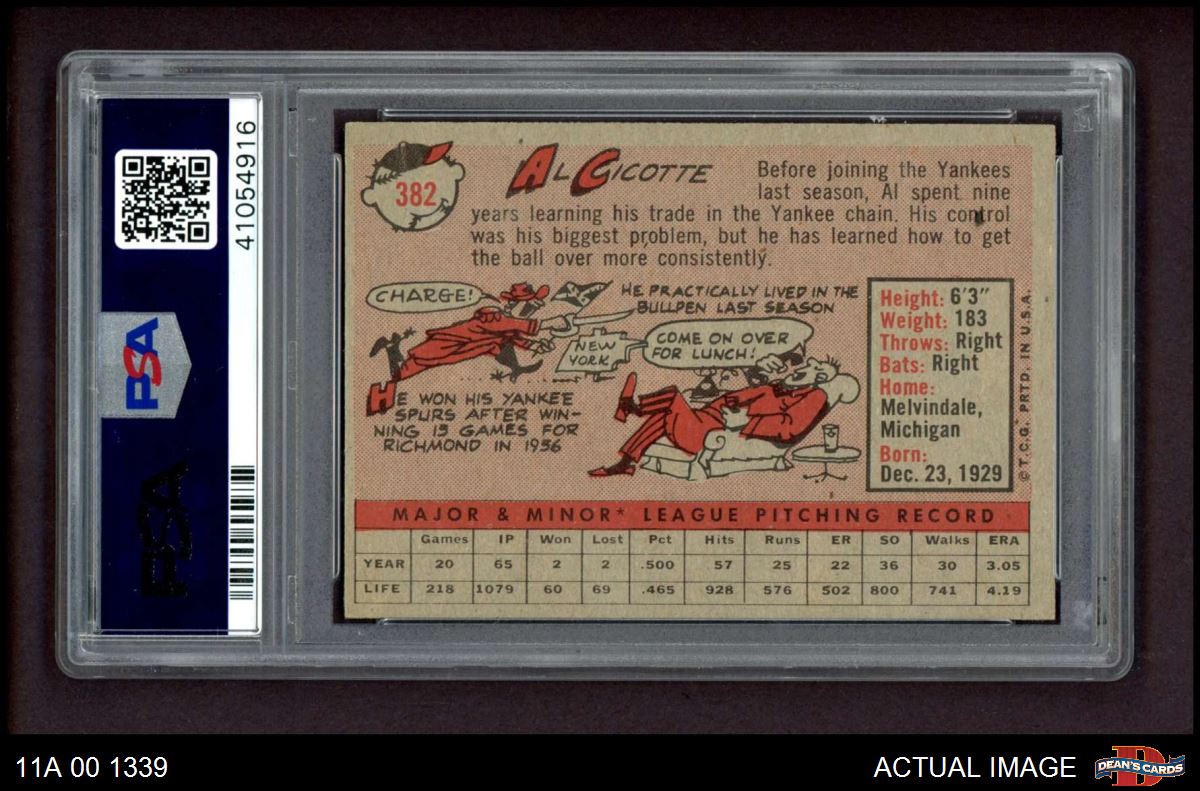 41054916
PSA
PSA
382
AL CICOTTE
Before joining the Yankees
last season, Al spent nine
years learning his trade in the Yankee chain. His control
was his biggest problem, but he has learned how to get
the ball over more consistently.
CHARGE!
HE PRACTICALLY LIVED IN THE
BULLPEN LAST SEASON
NEW
YORK
COME ON OVER
FOR LUNCH!
HE WON HIS YANKEE
SPURS AFTER WIN-
NING 15 GAMES FOR
RICHMOND IN 1956
Height: 6'3"
Weight: 183
Throws: Right
Bats: Right
Home:
Melvindale,
Michigan
Born:
Dec. 23, 1929
© T.C.G. PRTD. IN U.S.A.
MAJOR & MINOR* LEAGUE PITCHING RECORD
Games IP Won Lost Pct Hits Runs ER SO Walks ERA
YEAR 20 65 2 2 .500 57 25 22 36 30 3.05
LIFE 218 1079 60 69 .465 928 576 502 800 741 4.19
11A 00 1339
ACTUAL IMAGE
DEAN'S CARDS